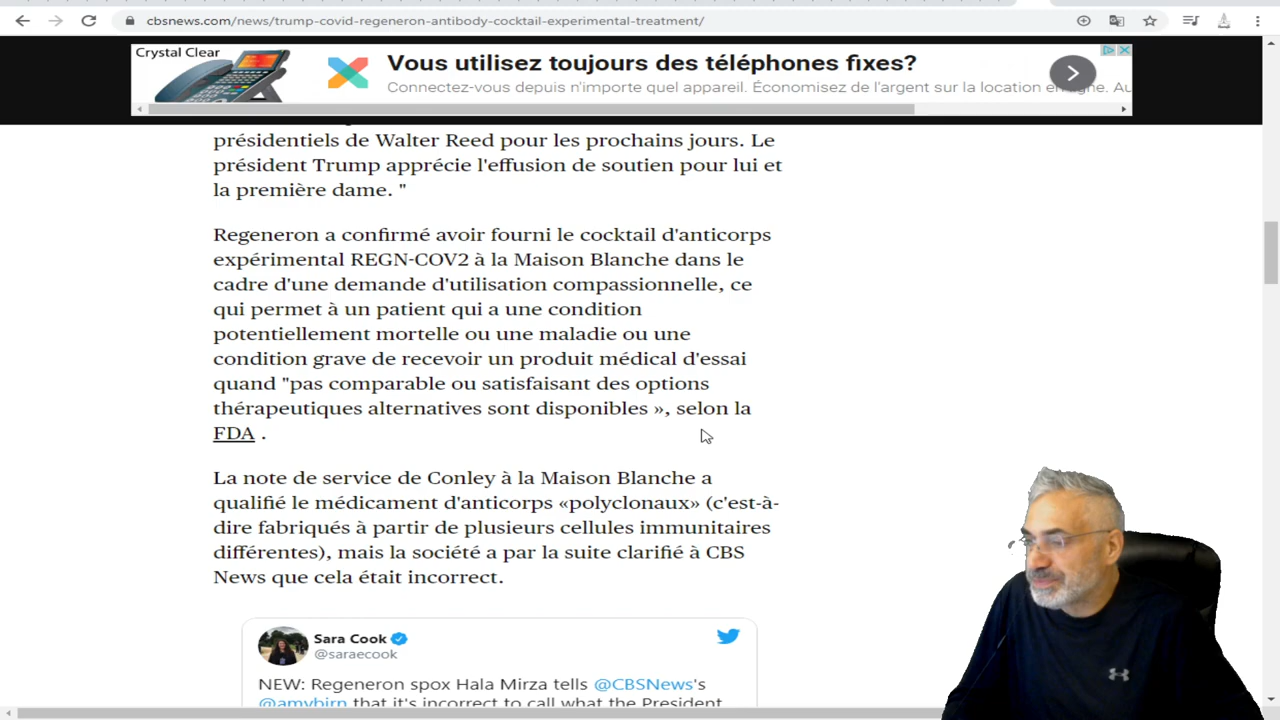 cbsnews.com/news/trump-covid-regeneron-antibody-cocktail-experimental-treatment/
Crystal Clear
Vous utilisez toujours des téléphones fixes?
Connectez-vous depuis n'importe quel appareil. Économisez de l'argent sur la location en ligne. Au
présidentiels de Walter Reed pour les prochains jours. Le
président Trump apprécie l'effusion de soutien pour lui et
la première dame. "
Regeneron a confirmé avoir fourni le cocktail d'anticorps
expérimental REGN-COV2 à la Maison Blanche dans le
cadre d'une demande d'utilisation compassionnelle, ce
qui permet à un patient qui a une condition
potentiellement mortelle ou une maladie ou une
condition grave de recevoir un produit médical d'essai
quand "pas comparable ou satisfaisant des options
thérapeutiques alternatives sont disponibles », selon la
FDA .
La note de service de Conley à la Maison Blanche a
qualifié le médicament d'anticorps «polyclonaux» (c'est-à-
dire fabriqués à partir de plusieurs cellules immunitaires
différentes), mais la société a par la suite clarifié à CBS
News que cela était incorrect.
Sara Cook
@saraecook
NEW: Regeneron spox Hala Mirza tells @CBSNews's
@amybirn that it's incorrect to call what the President